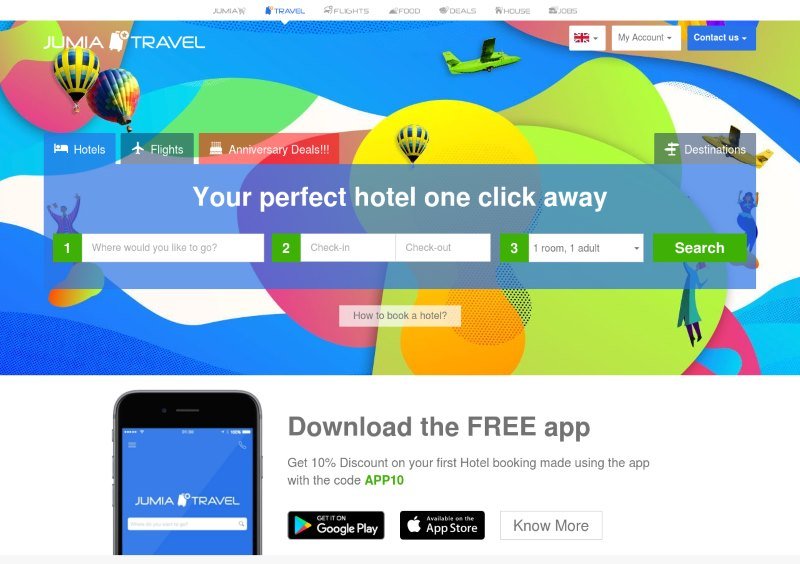 JUMIA TRAVEL FLIGHTS FOOD DEALS HOUSE JOBS
JUMIA TRAVEL
My Account Contact us
Hotels Flights Anniversary Deals!!! Destinations
Your perfect hotel one click away
1 Where would you like to go? 2 Check-in Check-out 3 1 room, 1 adult Search
How to book a hotel?
Download the FREE app
Get 10% Discount on your first Hotel booking made using the app
with the code APP10
GET IT ON
Google Play
Available on the
App Store
Know More
100%
JUMIA TRAVEL
Where do you want to go?